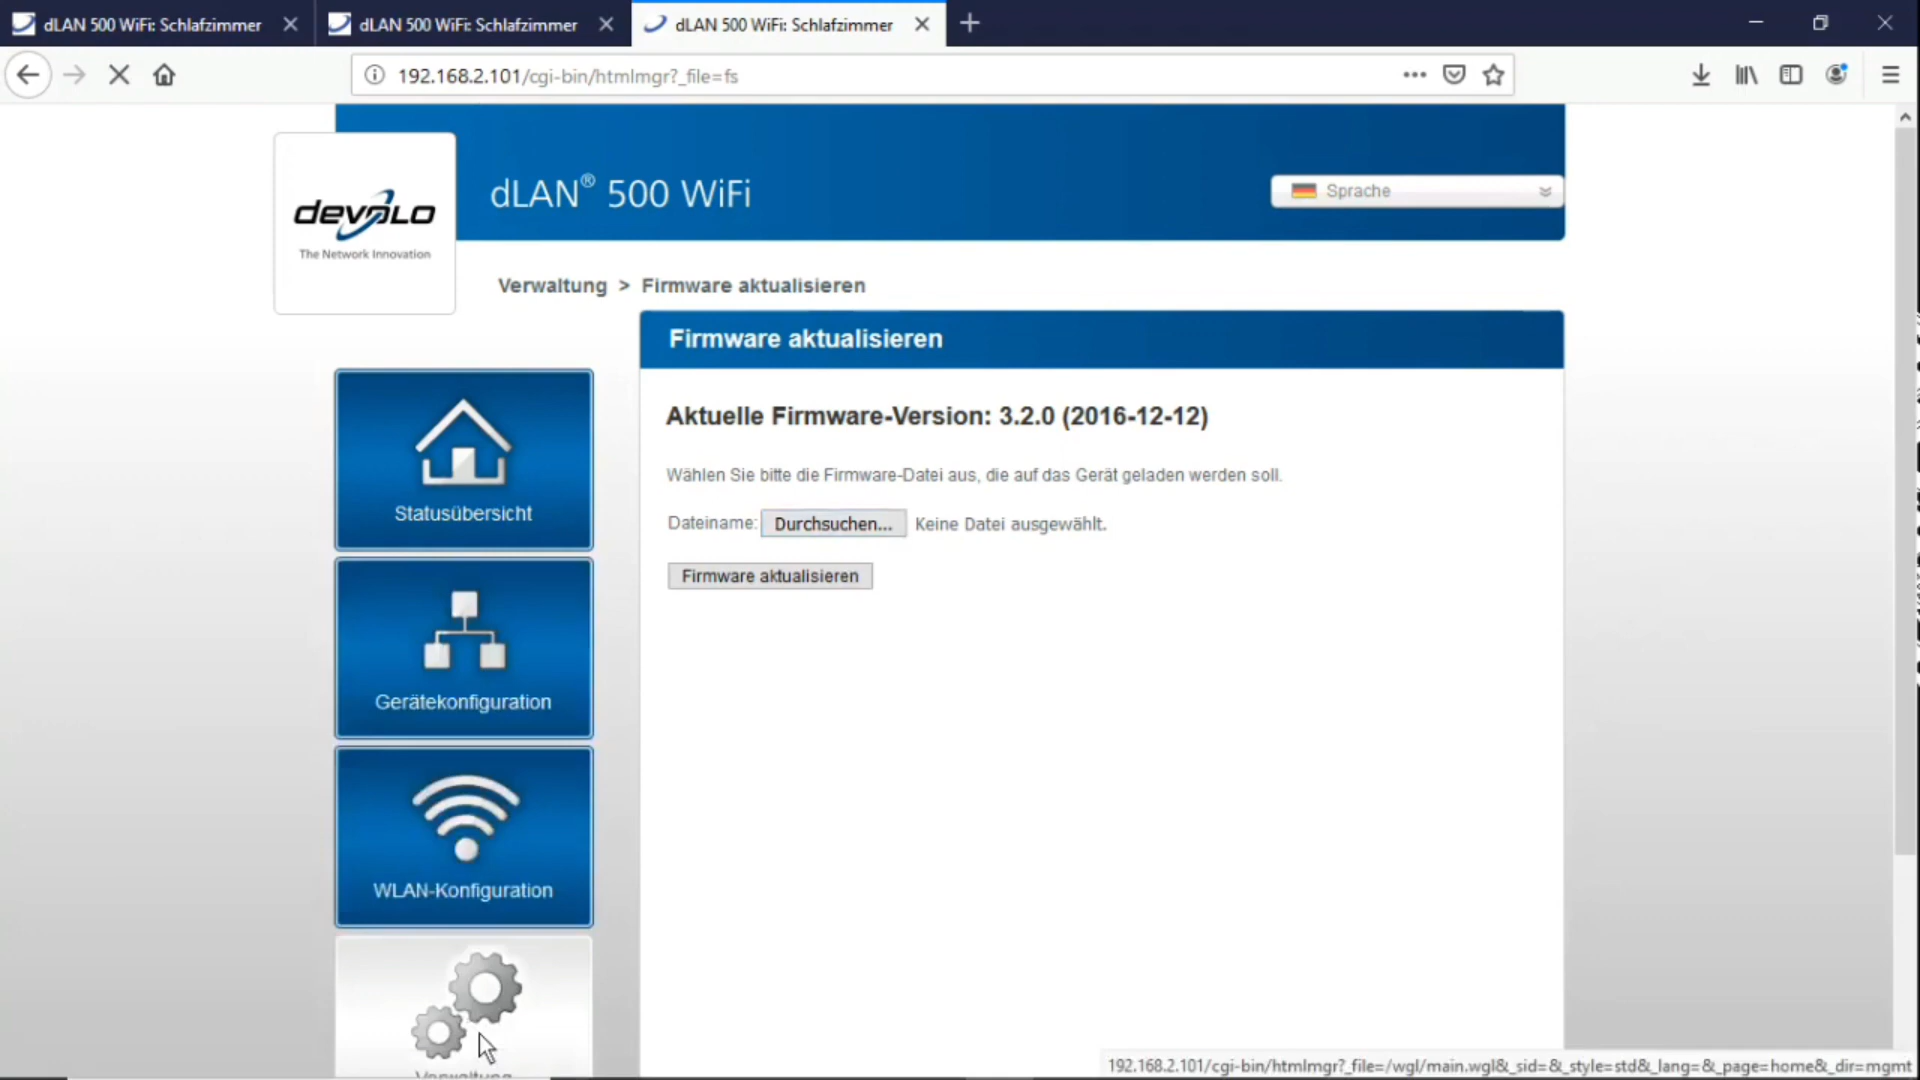 dLAN 500 WiFi: Schlafzimmer
dLAN 500 WiFi: Schlafzimmer
dLAN 500 WiFi: Schlafzimmer
192.168.2.101/cgi-bin/htmlmgr?_file=fs
devolo
The Network Innovation
dLAN® 500 WiFi
Sprache
Verwaltung > Firmware aktualisieren
Firmware aktualisieren
Aktuelle Firmware-Version: 3.2.0 (2016-12-12)
Wählen Sie bitte die Firmware-Datei aus, die auf das Gerät geladen werden soll.
Dateiname: Durchsuchen... Keine Datei ausgewählt.
Firmware aktualisieren
Statusübersicht
Gerätekonfiguration
WLAN-Konfiguration
Verwaltung
192.168.2.101/cgi-bin/htmlmgr?_file=/wgl/main.wgl&_sid=&_style=std&_lang=&_page=home&_dir=mgmt